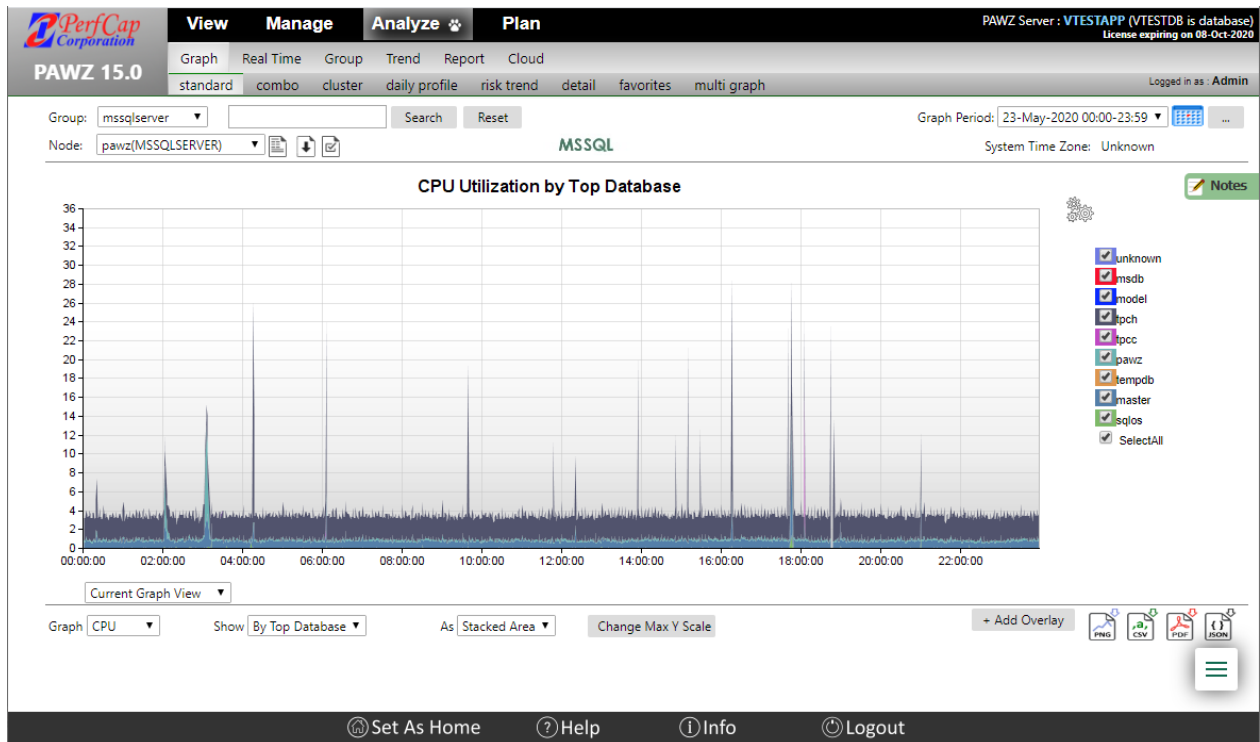 PerfCap
Corporation
PAWZ 15.0
View Manage Analyze Plan
PAWZ Server : VTESTAPP (VTESTDB is database)
License expiring on 08-Oct-2020
Graph Real Time Group Trend Report Cloud
standard combo cluster daily profile risk trend detail favorites multi graph
Logged in as : Admin
Group: mssqlserver Search Reset Graph Period: 23-May-2020 00:00-23:59 ...
Node: pawz(MSSQLSERVER) MSSQL System Time Zone: Unknown
CPU Utilization by Top Database
Notes
36
34
32
30
28
26
24
22
20
18
16
14
12
10
8
6
4
2
0
00:00:00 02:00:00 04:00:00 06:00:00 08:00:00 10:00:00 12:00:00 14:00:00 16:00:00 18:00:00 20:00:00 22:00:00
unknown
msdb
model
tpch
tpcc
pawz
tempdb
master
sqlos
SelectAll
Current Graph View
Graph CPU Show By Top Database As Stacked Area Change Max Y Scale + Add Overlay
PNG ,a, CSV PDF {} JSON
Set As Home ? Help i Info Logout